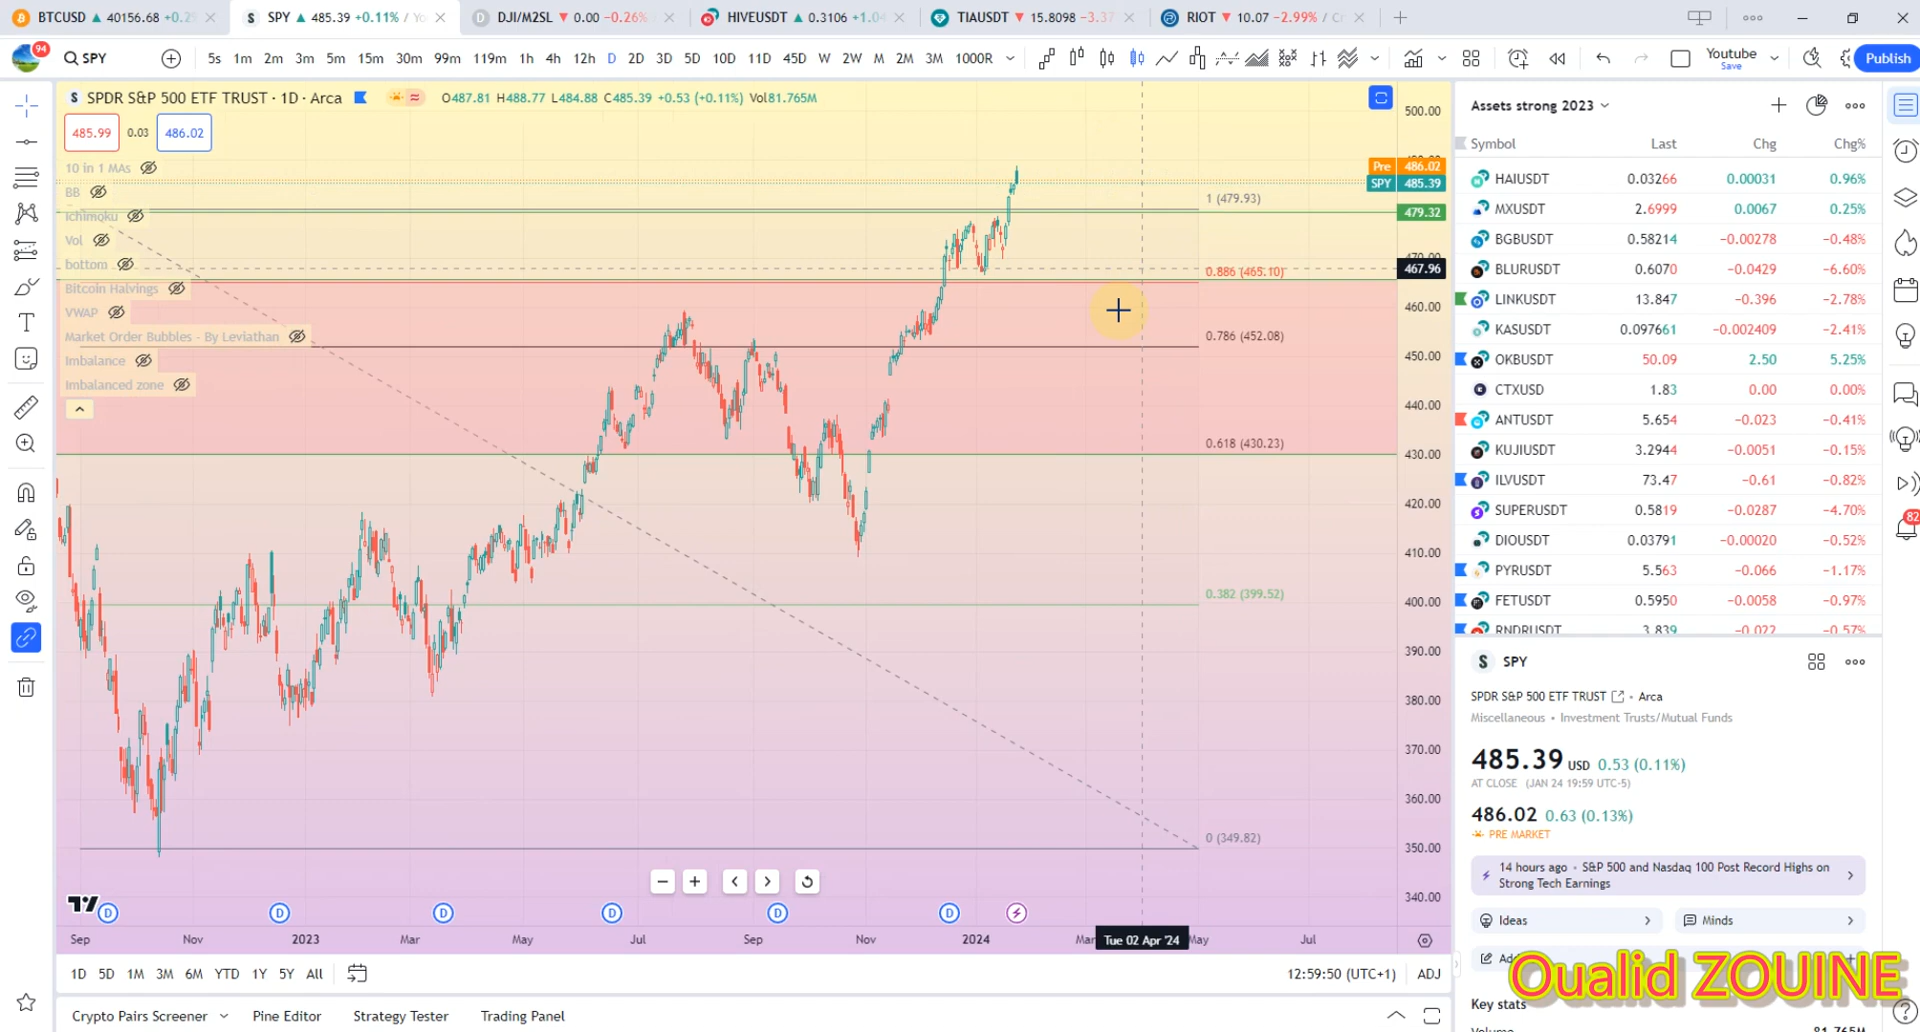 BTCUSD ▲ 40156.68 +0.2
SPY ▲ 485.39 +0.11% / Yo
DJI/M2SL ▼ 0.00 −0.26%
HIVEUSDT ▲ 0.3106 +1.0
TIAUSDT ▼ 15.8098 −3.37
RIOT ▼ 10.07 −2.99% / C
94
SPY
5s 1m 2m 3m 5m 15m 30m 99m 119m 1h 4h 12h D 2D 3D 5D 10D 11D 45D W 2W M 2M 3M 1000R
Youtube
Save
Publish
S SPDR S&P 500 ETF TRUST · 1D · Arca
O487.81 H488.77 L484.88 C485.39 +0.53 (+0.11%) Vol81.765M
485.99 0.03 486.02
10 in 1 MAs
BB
Ichimoku
Vol
bottom
Bitcoin Halvings
VWAP
Market Order Bubbles - By Leviathan
Imbalance
Imbalanced zone
1 (479.93)
0.886 (465.10)
0.786 (452.08)
0.618 (430.23)
0.382 (399.52)
0 (349.82)
500.00
Pre 486.02
SPY 485.39
479.32
467.96
460.00
450.00
440.00
430.00
420.00
410.00
400.00
390.00
380.00
370.00
360.00
350.00
340.00
D D D D D D
Sep Nov 2023 Mar May Jul Sep Nov 2024 Mar Tue 02 Apr '24 May Jul
1D 5D 1M 3M 6M YTD 1Y 5Y All
12:59:50 (UTC+1) ADJ
Crypto Pairs Screener Pine Editor Strategy Tester Trading Panel
Assets strong 2023
Symbol Last Chg Chg%
HAIUSDT 0.03266 0.00031 0.96%
MXUSDT 2.6999 0.0067 0.25%
BGBUSDT 0.58214 −0.00278 −0.48%
BLURUSDT 0.6070 −0.0429 −6.60%
LINKUSDT 13.847 −0.396 −2.78%
KASUSDT 0.097661 −0.002409 −2.41%
OKBUSDT 50.09 2.50 5.25%
CTXUSD 1.83 0.00 0.00%
ANTUSDT 5.654 −0.023 −0.41%
KUJIUSDT 3.2944 −0.0051 −0.15%
ILVUSDT 73.47 −0.61 −0.82%
SUPERUSDT 0.5819 −0.0287 −4.70%
DIOUSDT 0.03791 −0.00020 −0.52%
PYRUSDT 5.563 −0.066 −1.17%
FETUSDT 0.5950 −0.0058 −0.97%
RNDRUSDT 3.839 −0.022 −0.57%
82
S SPY
SPDR S&P 500 ETF TRUST • Arca
Miscellaneous • Investment Trusts/Mutual Funds
485.39 USD 0.53 (0.11%)
AT CLOSE (JAN 24 19:59 UTC-5)
486.02 0.63 (0.13%)
PRE MARKET
14 hours ago • S&P 500 and Nasdaq 100 Post Record Highs on
Strong Tech Earnings
Ideas
Minds
Oualid ZOUINE
Key stats
81.765M